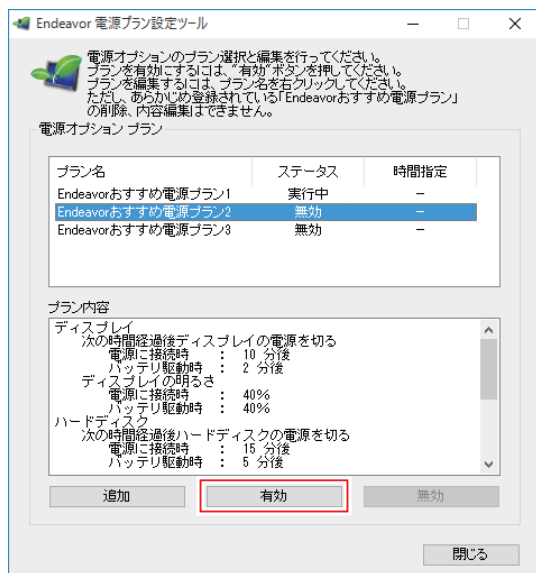 Endeavor 電源プラン設定ツール
電源オプションのプラン選択と編集を行ってください。
プランを有効にするには、"有効"ボタンを押してください。
プランを編集するには、プラン名を右クリックしてください。
ただし、あらかじめ登録されている「Endeavorおすすめ電源プラン」
の削除、内容編集はできません。
電源オプション プラン
プラン名 ステータス 時間指定
Endeavorおすすめ電源プラン1 実行中 －
Endeavorおすすめ電源プラン2 無効 －
Endeavorおすすめ電源プラン3 無効 －
プラン内容
ディスプレイ
次の時間経過後ディスプレイの電源を切る
電源に接続時 : 10 分後
バッテリ駆動時 : 2 分後
ディスプレイの明るさ
電源に接続時 : 40%
バッテリ駆動時 : 40%
ハードディスク
次の時間経過後ハードディスクの電源を切る
電源に接続時 : 15 分後
バッテリ駆動時 : 5 分後
追加 有効 無効
閉じる